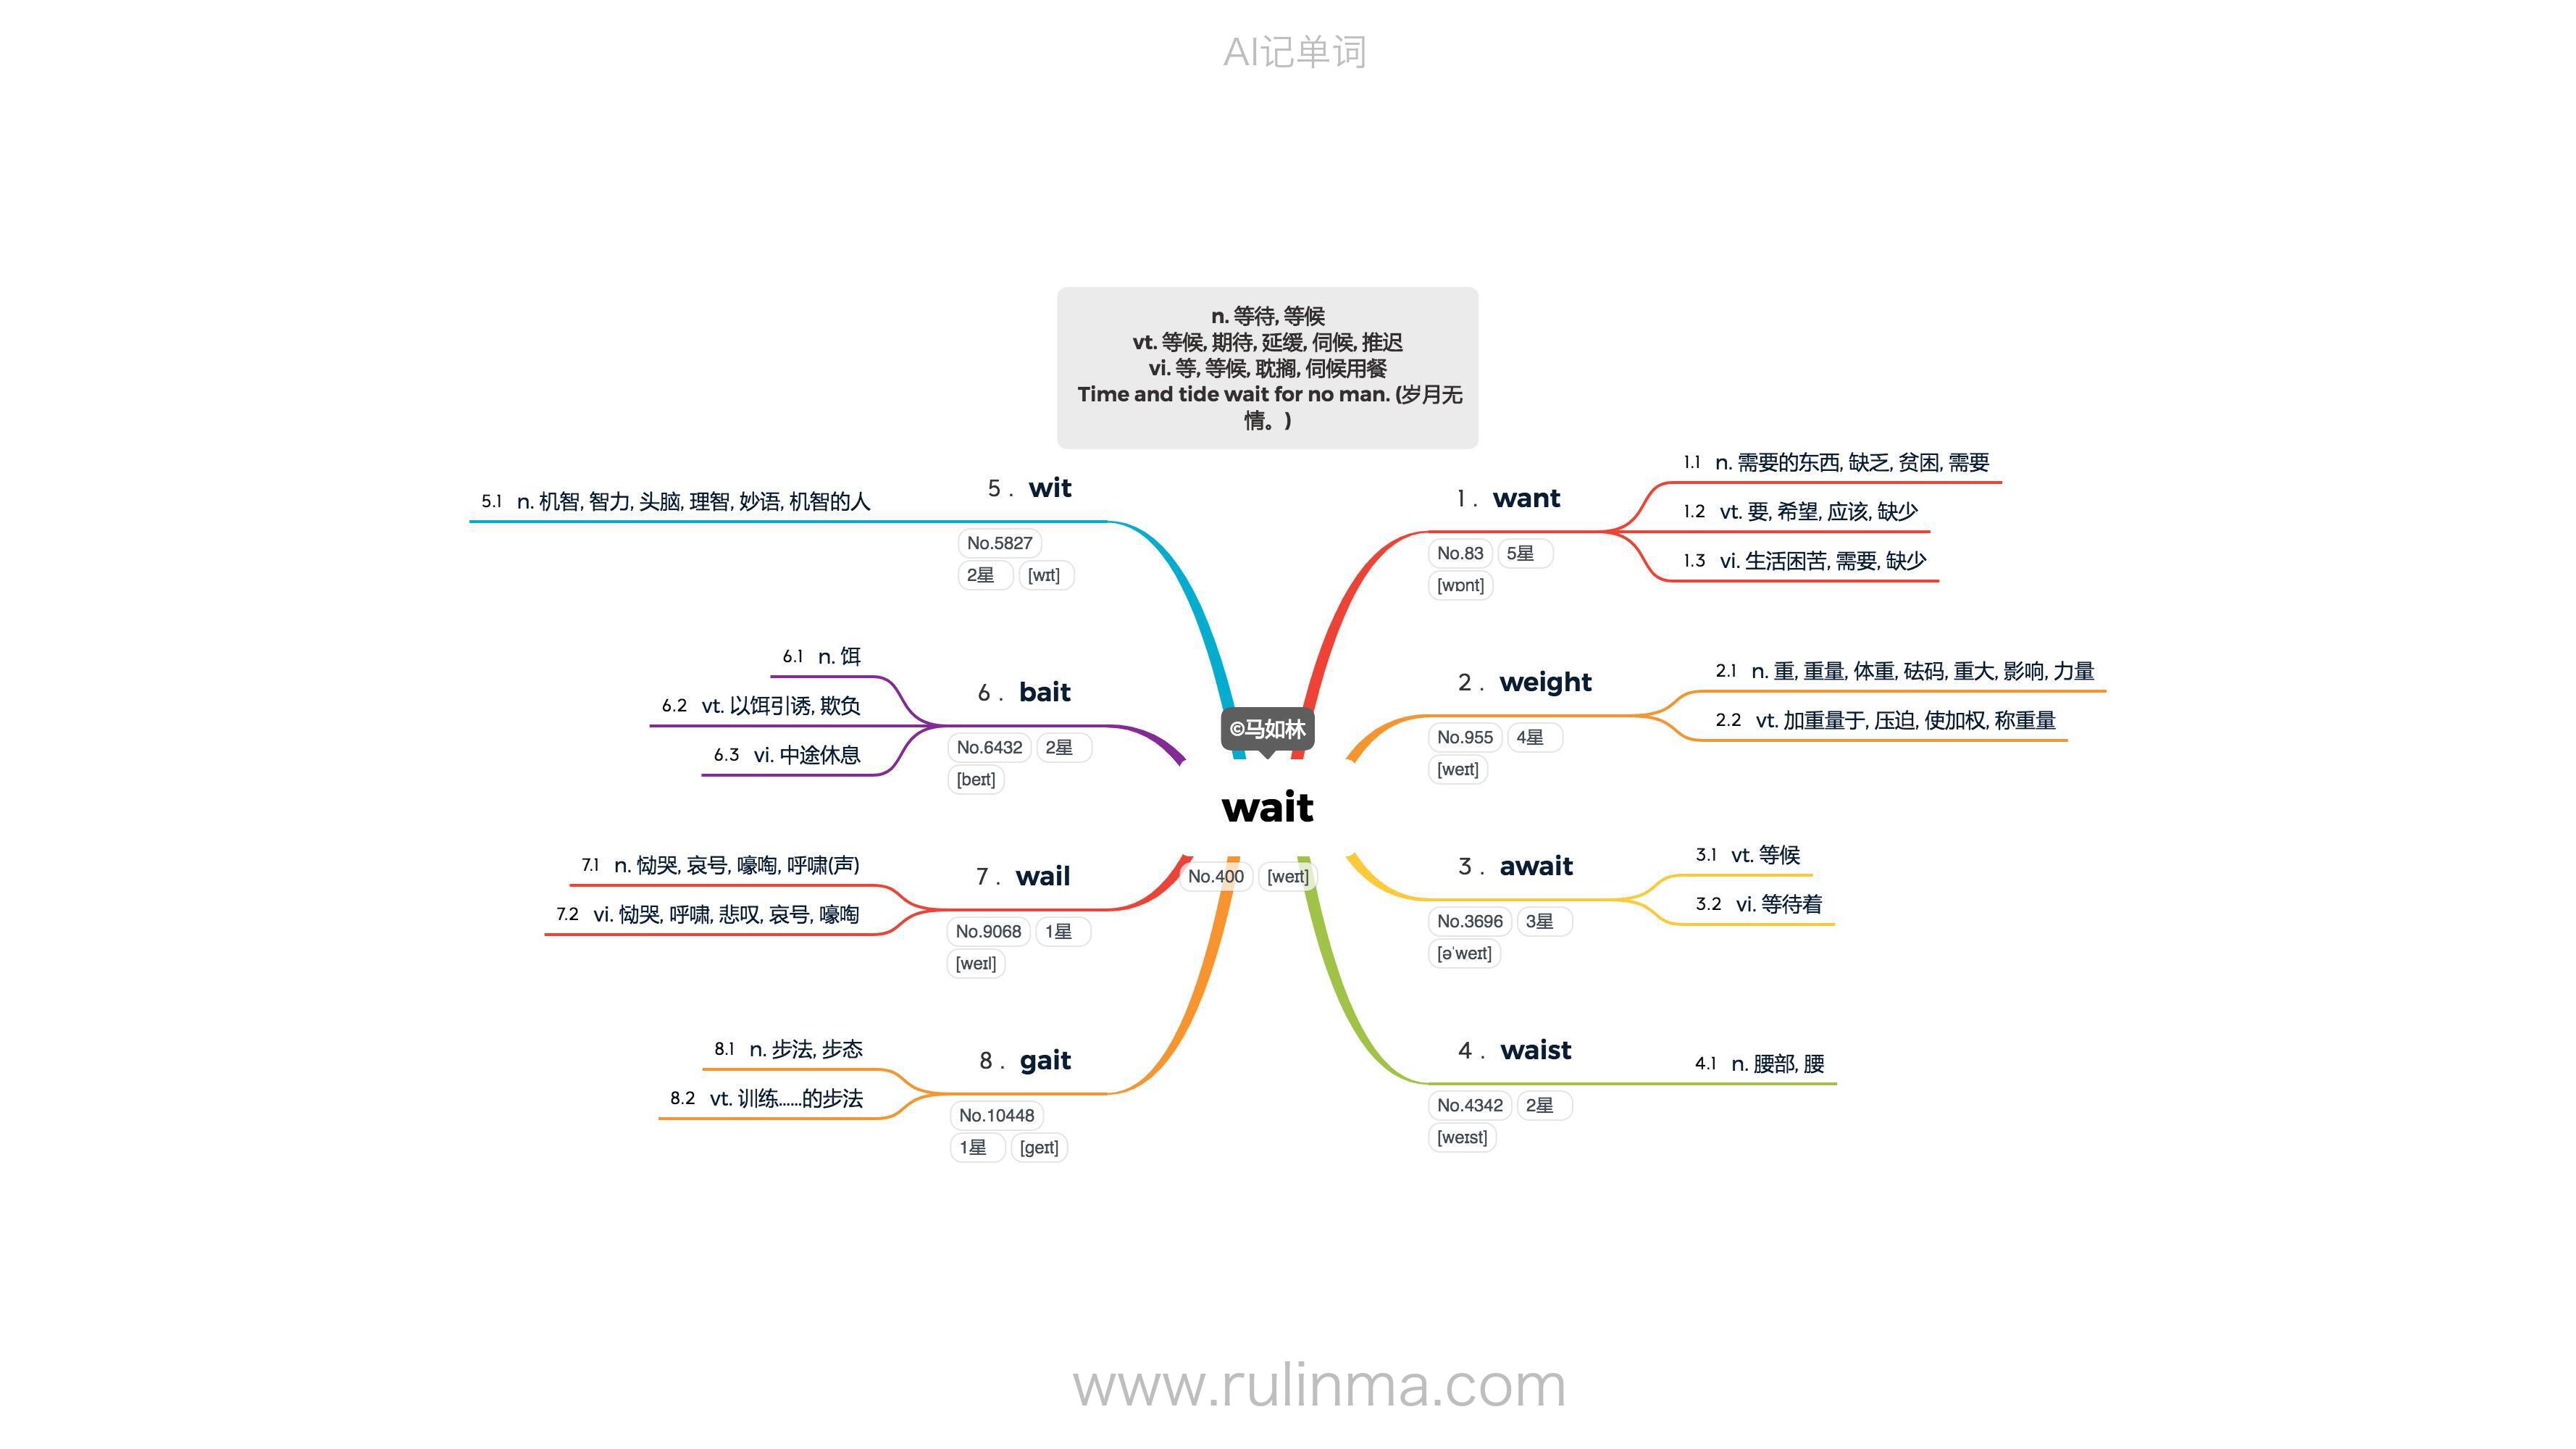 AI记单词
n. 等待, 等候
vt. 等候, 期待, 延缓, 伺候, 推迟
vi. 等, 等候, 耽搁, 伺候用餐
Time and tide wait for no man. (岁月无
情。)
©马如林
wait
No.400 [weɪt]
1. want
No.83 5星
[wɒnt]
1.1 n. 需要的东西, 缺乏, 贫困, 需要
1.2 vt. 要, 希望, 应该, 缺少
1.3 vi. 生活困苦, 需要, 缺少
2. weight
No.955 4星
[weɪt]
2.1 n. 重, 重量, 体重, 砝码, 重大, 影响, 力量
2.2 vt. 加重量于, 压迫, 使加权, 称重量
3. await
No.3696 3星
[əˈweɪt]
3.1 vt. 等候
3.2 vi. 等待着
4. waist
No.4342 2星
[weɪst]
4.1 n. 腰部, 腰
5. wit
No.5827
2星 [wɪt]
5.1 n. 机智, 智力, 头脑, 理智, 妙语, 机智的人
6. bait
No.6432 2星
[beɪt]
6.1 n. 饵
6.2 vt. 以饵引诱, 欺负
6.3 vi. 中途休息
7. wail
No.9068 1星
[weɪl]
7.1 n. 恸哭, 哀号, 嚎啕, 呼啸(声)
7.2 vi. 恸哭, 呼啸, 悲叹, 哀号, 嚎啕
8. gait
No.10448
1星 [geɪt]
8.1 n. 步法, 步态
8.2 vt. 训练......的步法
www.rulinma.com